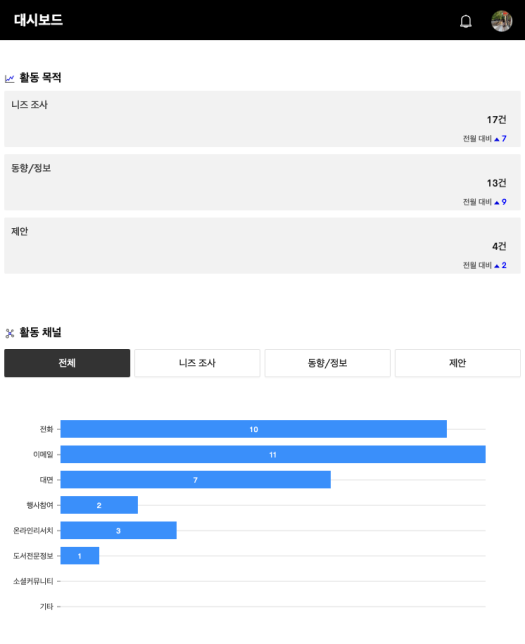 대시보드
활동 목적
니즈 조사
17건
전월 대비 ▲ 7
동향/정보
13건
전월 대비 ▲ 9
제안
4건
전월 대비 ▲ 2
활동 채널
전체 니즈 조사 동향/정보 제안
전화 10
이메일 11
대면 7
행사참여 2
온라인리서치 3
도서전문정보 1
소셜커뮤니티
기타